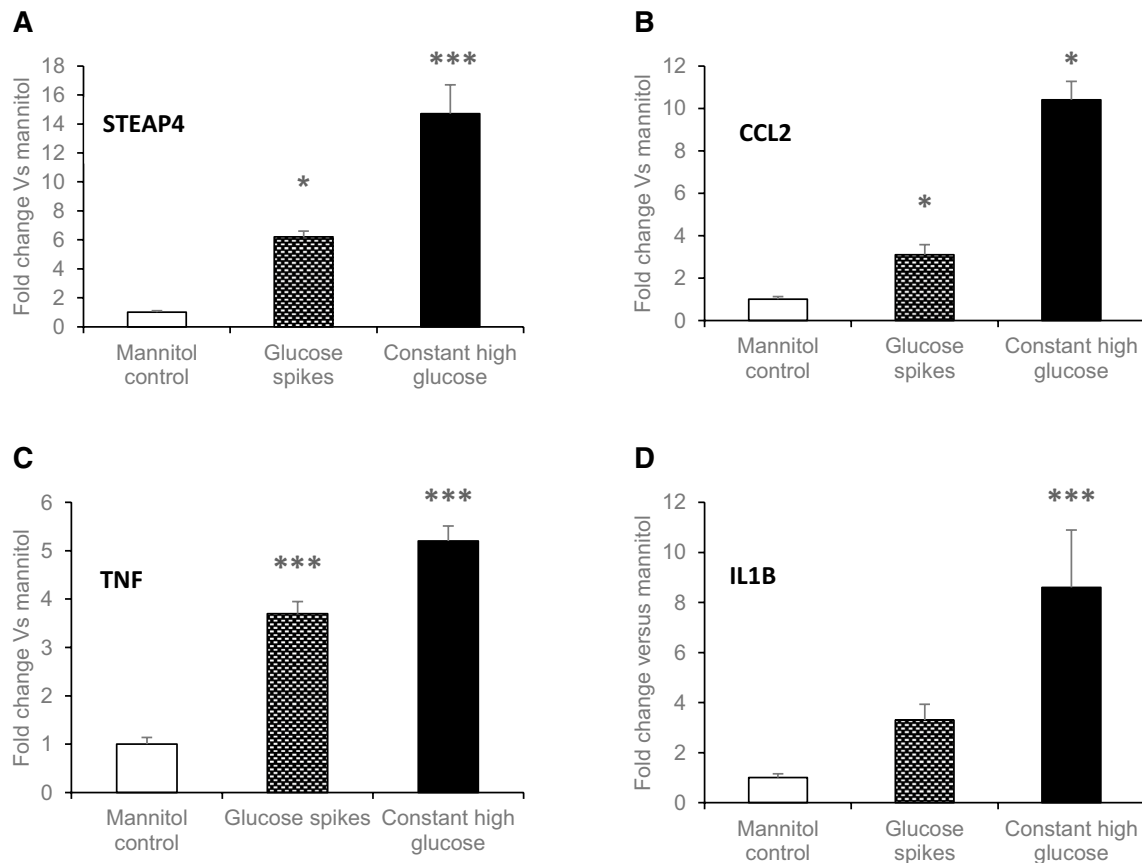 A
Fold change Vs mannitol
18
16
14
12
10
8
6
4
2
0
STEAP4
*
***
Mannitol control
Glucose spikes
Constant high glucose
B
Fold change Vs mannitol
12
10
8
6
4
2
0
CCL2
*
*
Mannitol control
Glucose spikes
Constant high glucose
C
Fold change Vs mannitol
6
5
4
3
2
1
0
TNF
***
***
Mannitol control
Glucose spikes
Constant high glucose
D
Fold change versus mannitol
12
10
8
6
4
2
0
IL1B
***
Mannitol control
Glucose spikes
Constant high glucose